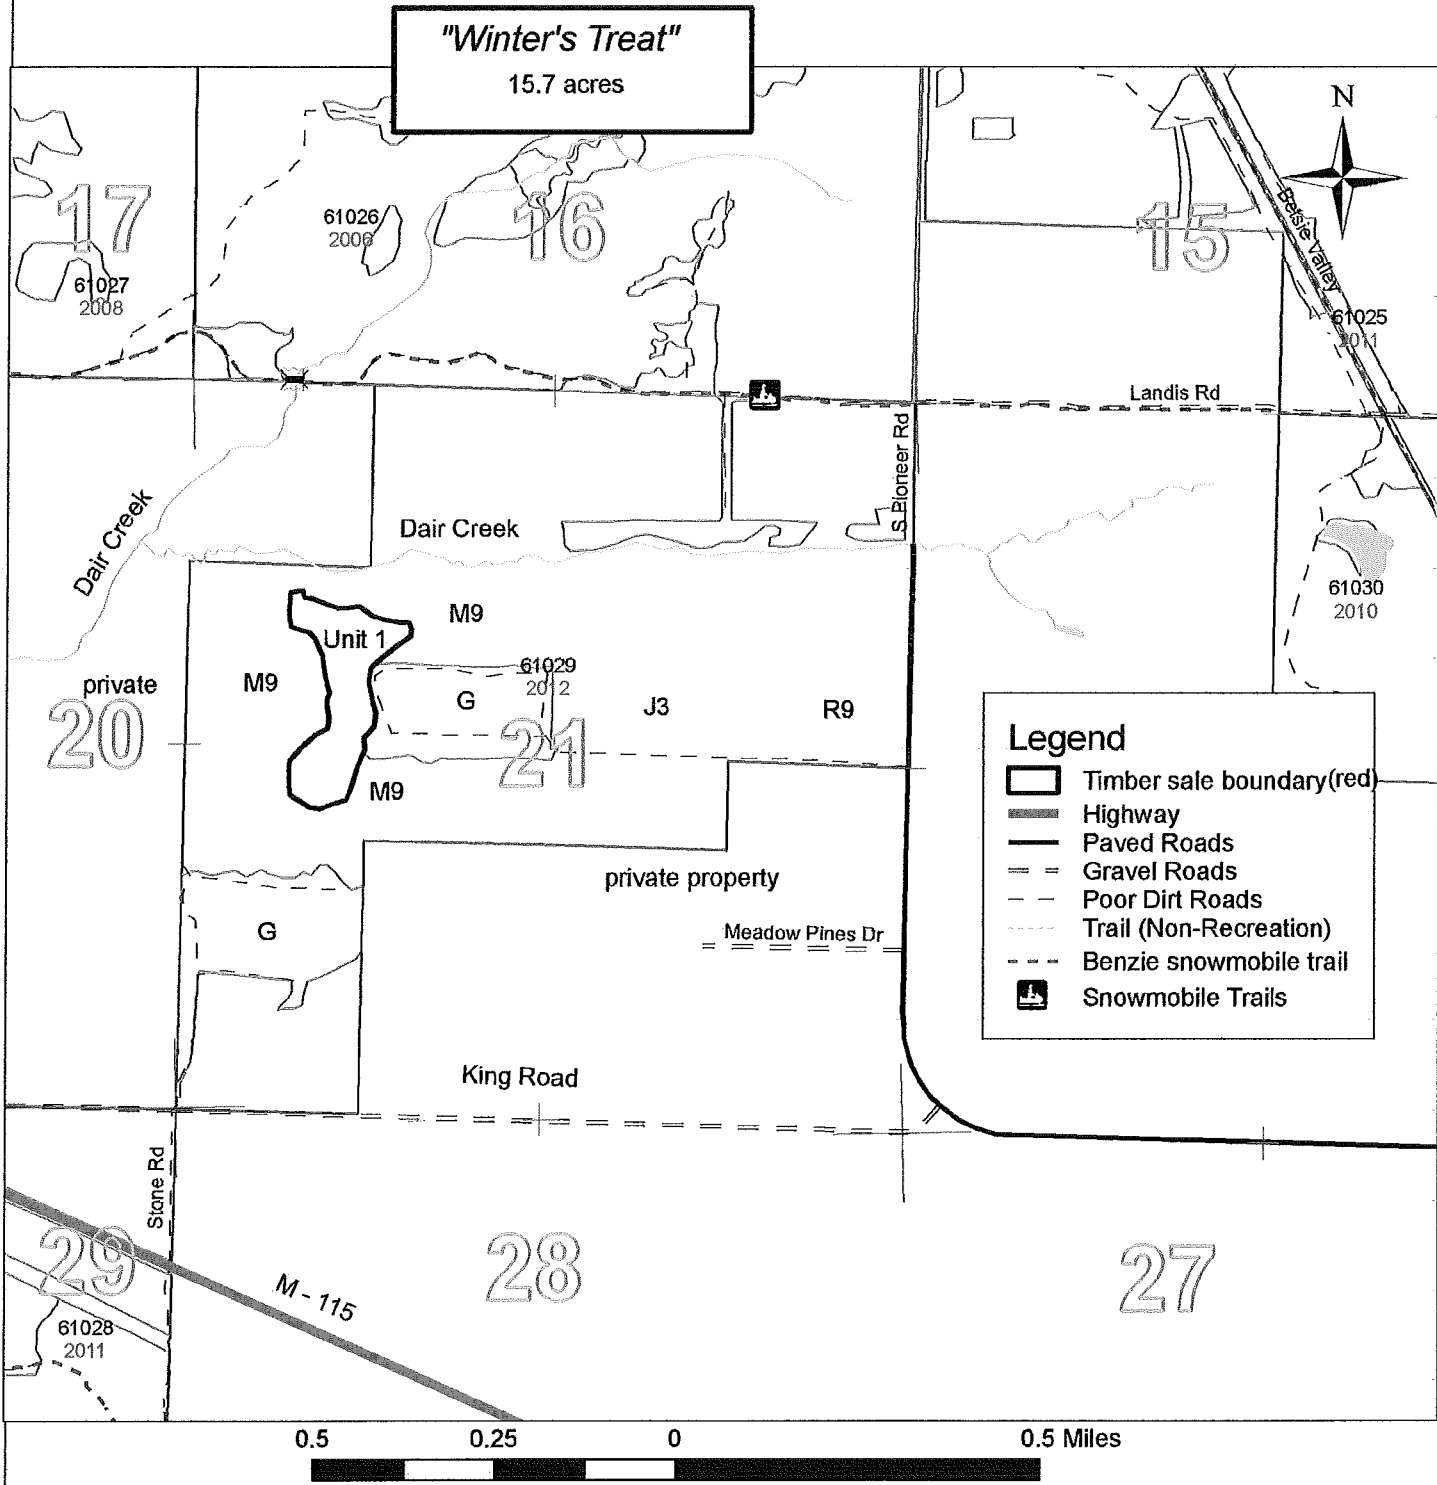 "Winter's Treat"
15.7 acres
N
17
61026
2006
16
15
Betsie Valley
61027
2008
61025
2011
Landis Rd
S Pioneer Rd
Dair Creek
Dair Creek
61030
2010
M9
Unit 1
61029
2012
private
M9
G
J3
R9
20
21
M9
Legend
Timber sale boundary(red)
Highway
Paved Roads
Gravel Roads
Poor Dirt Roads
Trail (Non-Recreation)
Benzie snowmobile trail
Snowmobile Trails
private property
G
Meadow Pines Dr
King Road
Stone Rd
29
28
27
M - 115
61028
2011
0.5 0.25 0 0.5 Miles